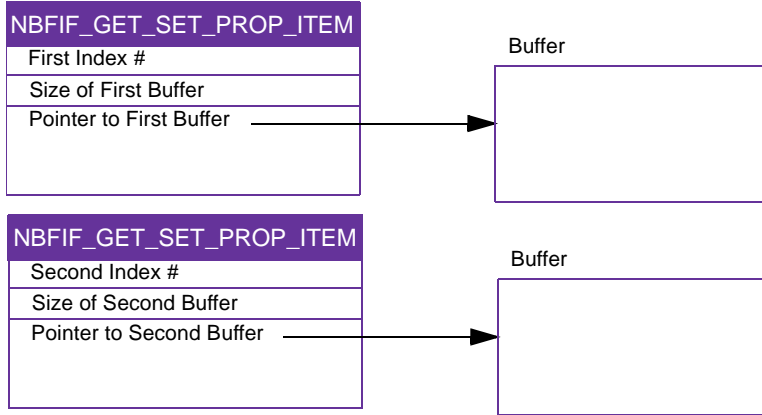 NBFIF_GET_SET_PROP_ITEM
First Index #
Size of First Buffer
Pointer to First Buffer
Buffer
NBFIF_GET_SET_PROP_ITEM
Second Index #
Size of Second Buffer
Pointer to Second Buffer
Buffer